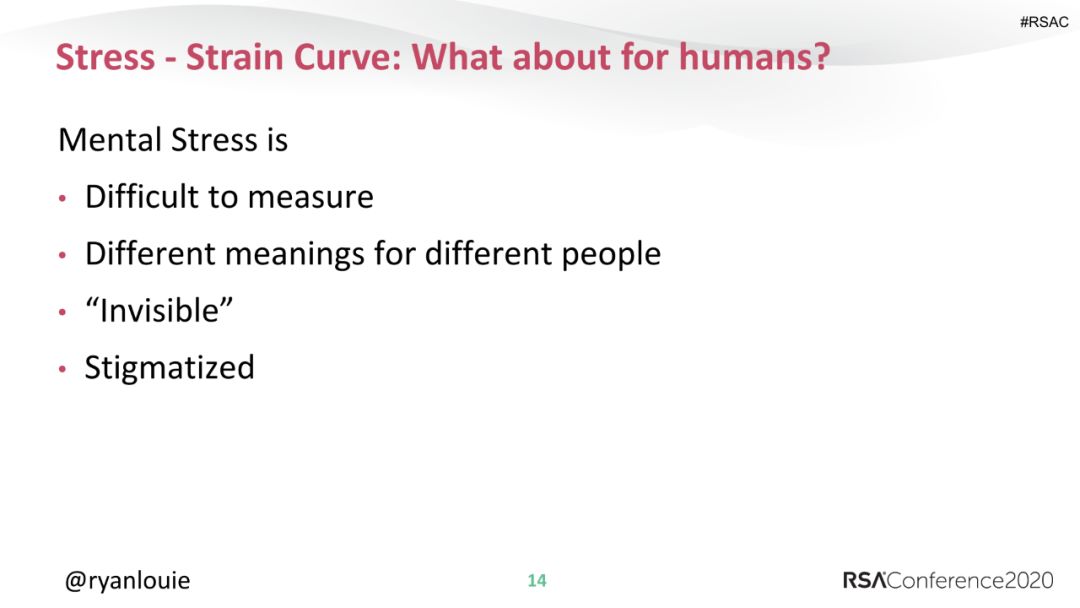 #RSAC
Stress - Strain Curve: What about for humans?
Mental Stress is
• Difficult to measure
• Different meanings for different people
• “Invisible”
• Stigmatized
@ryanlouie
14
RSAConference2020